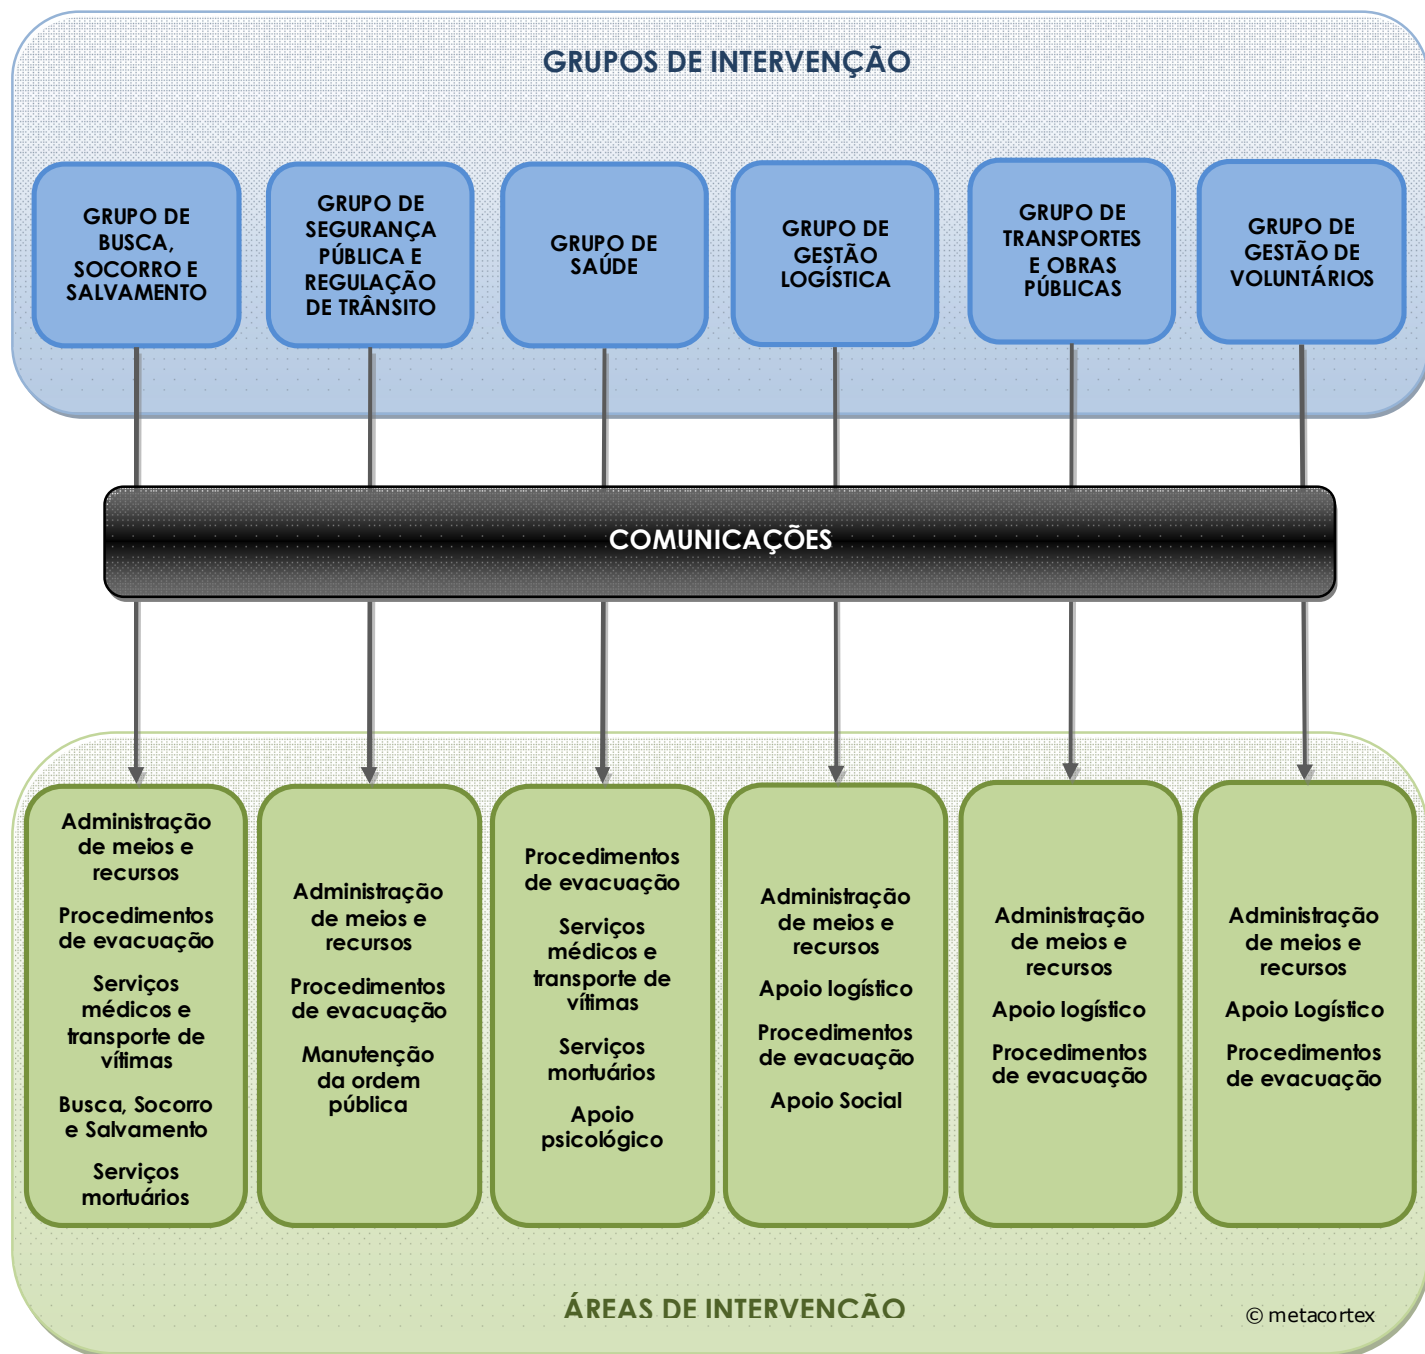 GRUPOS DE INTERVENÇÃO
GRUPO DE
BUSCA,
SOCORRO E
SALVAMENTO
GRUPO DE
SEGURANÇA
PÚBLICA E
REGULAÇÃO
DE TRÂNSITO
GRUPO DE
SAÚDE
GRUPO DE
GESTÃO
LOGÍSTICA
GRUPO DE
TRANSPORTES
E OBRAS
PÚBLICAS
GRUPO DE
GESTÃO DE
VOLUNTÁRIOS
COMUNICAÇÕES
Administração
de meios e
recursos
Procedimentos
de evacuação
Serviços
médicos e
transporte de
vítimas
Busca, Socorro
e Salvamento
Serviços
mortuários
Administração
de meios e
recursos
Procedimentos
de evacuação
Manutenção
da ordem
pública
Procedimentos
de evacuação
Serviços
médicos e
transporte de
vítimas
Serviços
mortuários
Apoio
psicológico
Administração
de meios e
recursos
Apoio logístico
Procedimentos
de evacuação
Apoio Social
Administração
de meios e
recursos
Apoio logístico
Procedimentos
de evacuação
Administração
de meios e
recursos
Apoio Logístico
Procedimentos
de evacuação
ÁREAS DE INTERVENÇÃO
© metacortex